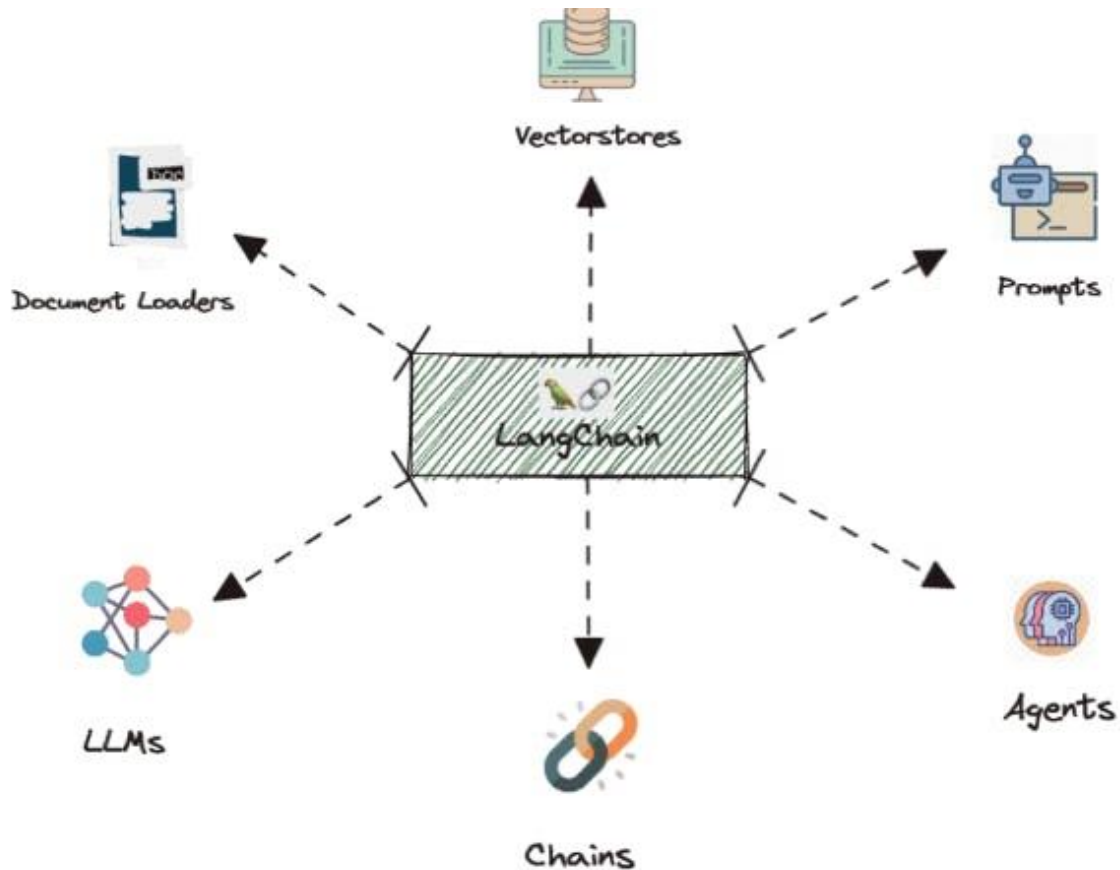 Vectorstores
Document Loaders
Prompts
LangChain
LLMs
Agents
Chains